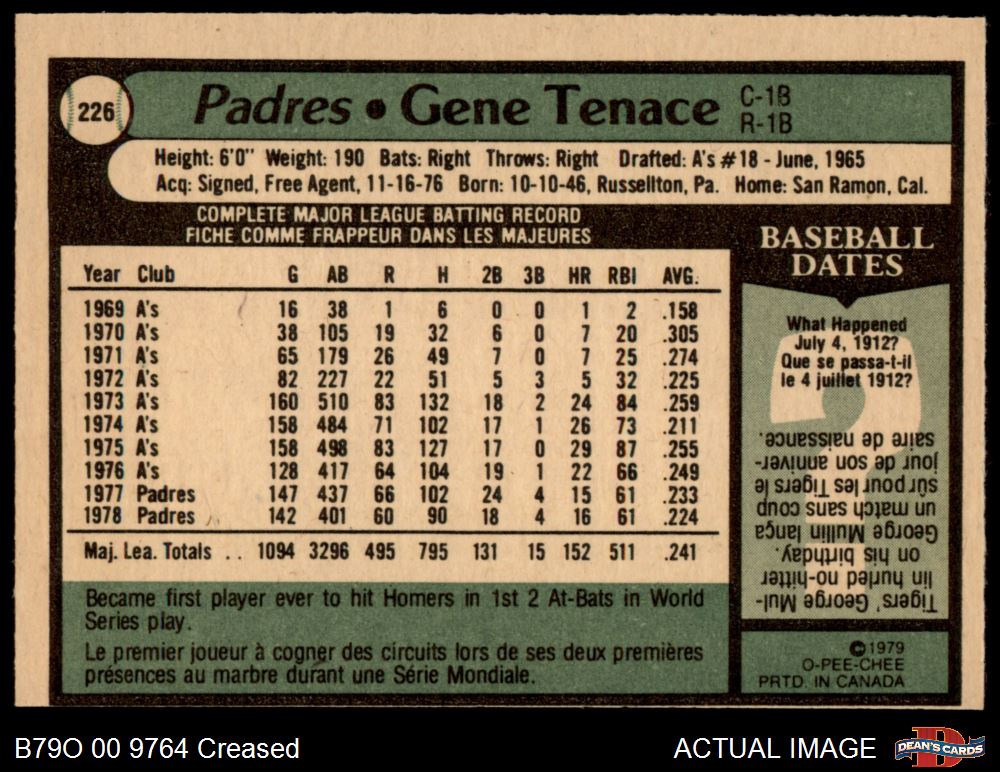 226
Padres • Gene Tenace C-1B
R-1B
Height: 6'0" Weight: 190 Bats: Right Throws: Right Drafted: A's #18 - June, 1965
Acq: Signed, Free Agent, 11-16-76 Born: 10-10-46, Russellton, Pa. Home: San Ramon, Cal.
COMPLETE MAJOR LEAGUE BATTING RECORD
FICHE COMME FRAPPEUR DANS LES MAJEURES
Year Club G AB R H 2B 3B HR RBI AVG.
1969 A's 16 38 1 6 0 0 1 2 .158
1970 A's 38 105 19 32 6 0 7 20 .305
1971 A's 65 179 26 49 7 0 7 25 .274
1972 A's 82 227 22 51 5 3 5 32 .225
1973 A's 160 510 83 132 18 2 24 84 .259
1974 A's 158 484 71 102 17 1 26 73 .211
1975 A's 158 498 83 127 17 0 29 87 .255
1976 A's 128 417 64 104 19 1 22 66 .249
1977 Padres 147 437 66 102 24 4 15 61 .233
1978 Padres 142 401 60 90 18 4 16 61 .224
Maj. Lea. Totals .. 1094 3296 495 795 131 15 152 511 .241
Became first player ever to hit Homers in 1st 2 At-Bats in World
Series play.
Le premier joueur à cogner des circuits lors de ses deux premières
présences au marbre durant une Série Mondiale.
BASEBALL
DATES
What Happened
July 4, 1912?
Que se passa-t-il
le 4 juillet 1912?
Tigers' George Mul-
lin hurled no-hitter
on his birthday.
George Mullin lança
un match sans coup
sûr pour les Tigers le
jour de son anniver-
saire de naissance.
©1979
O-PEE-CHEE
PRTD. IN CANADA
B79O 00 9764 Creased
ACTUAL IMAGE
DEAN'S CARDS